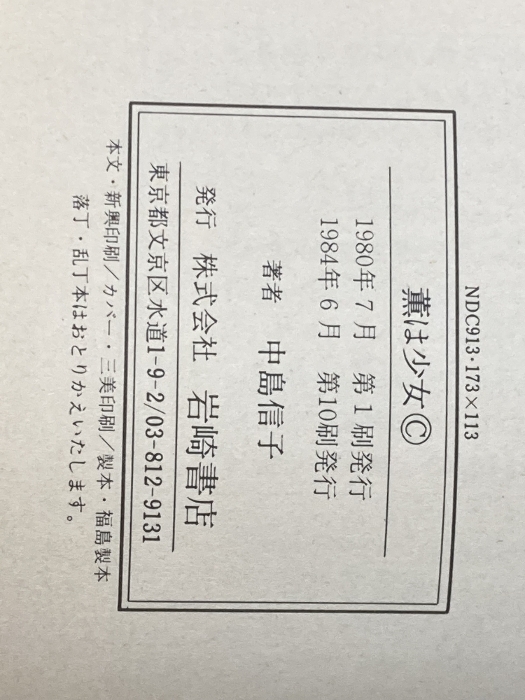 NDC913・173×113
薫は少女Ⓒ
1980年7月 第1刷発行
1984年6月 第10刷発行
著者 中島信子
発行 株式会社 岩崎書店
東京都文京区水道1-9-2/03-812-9131
本文・新興印刷/カバー・三美印刷/製本・福島製本
落丁・乱丁本はおとりかえいたします。